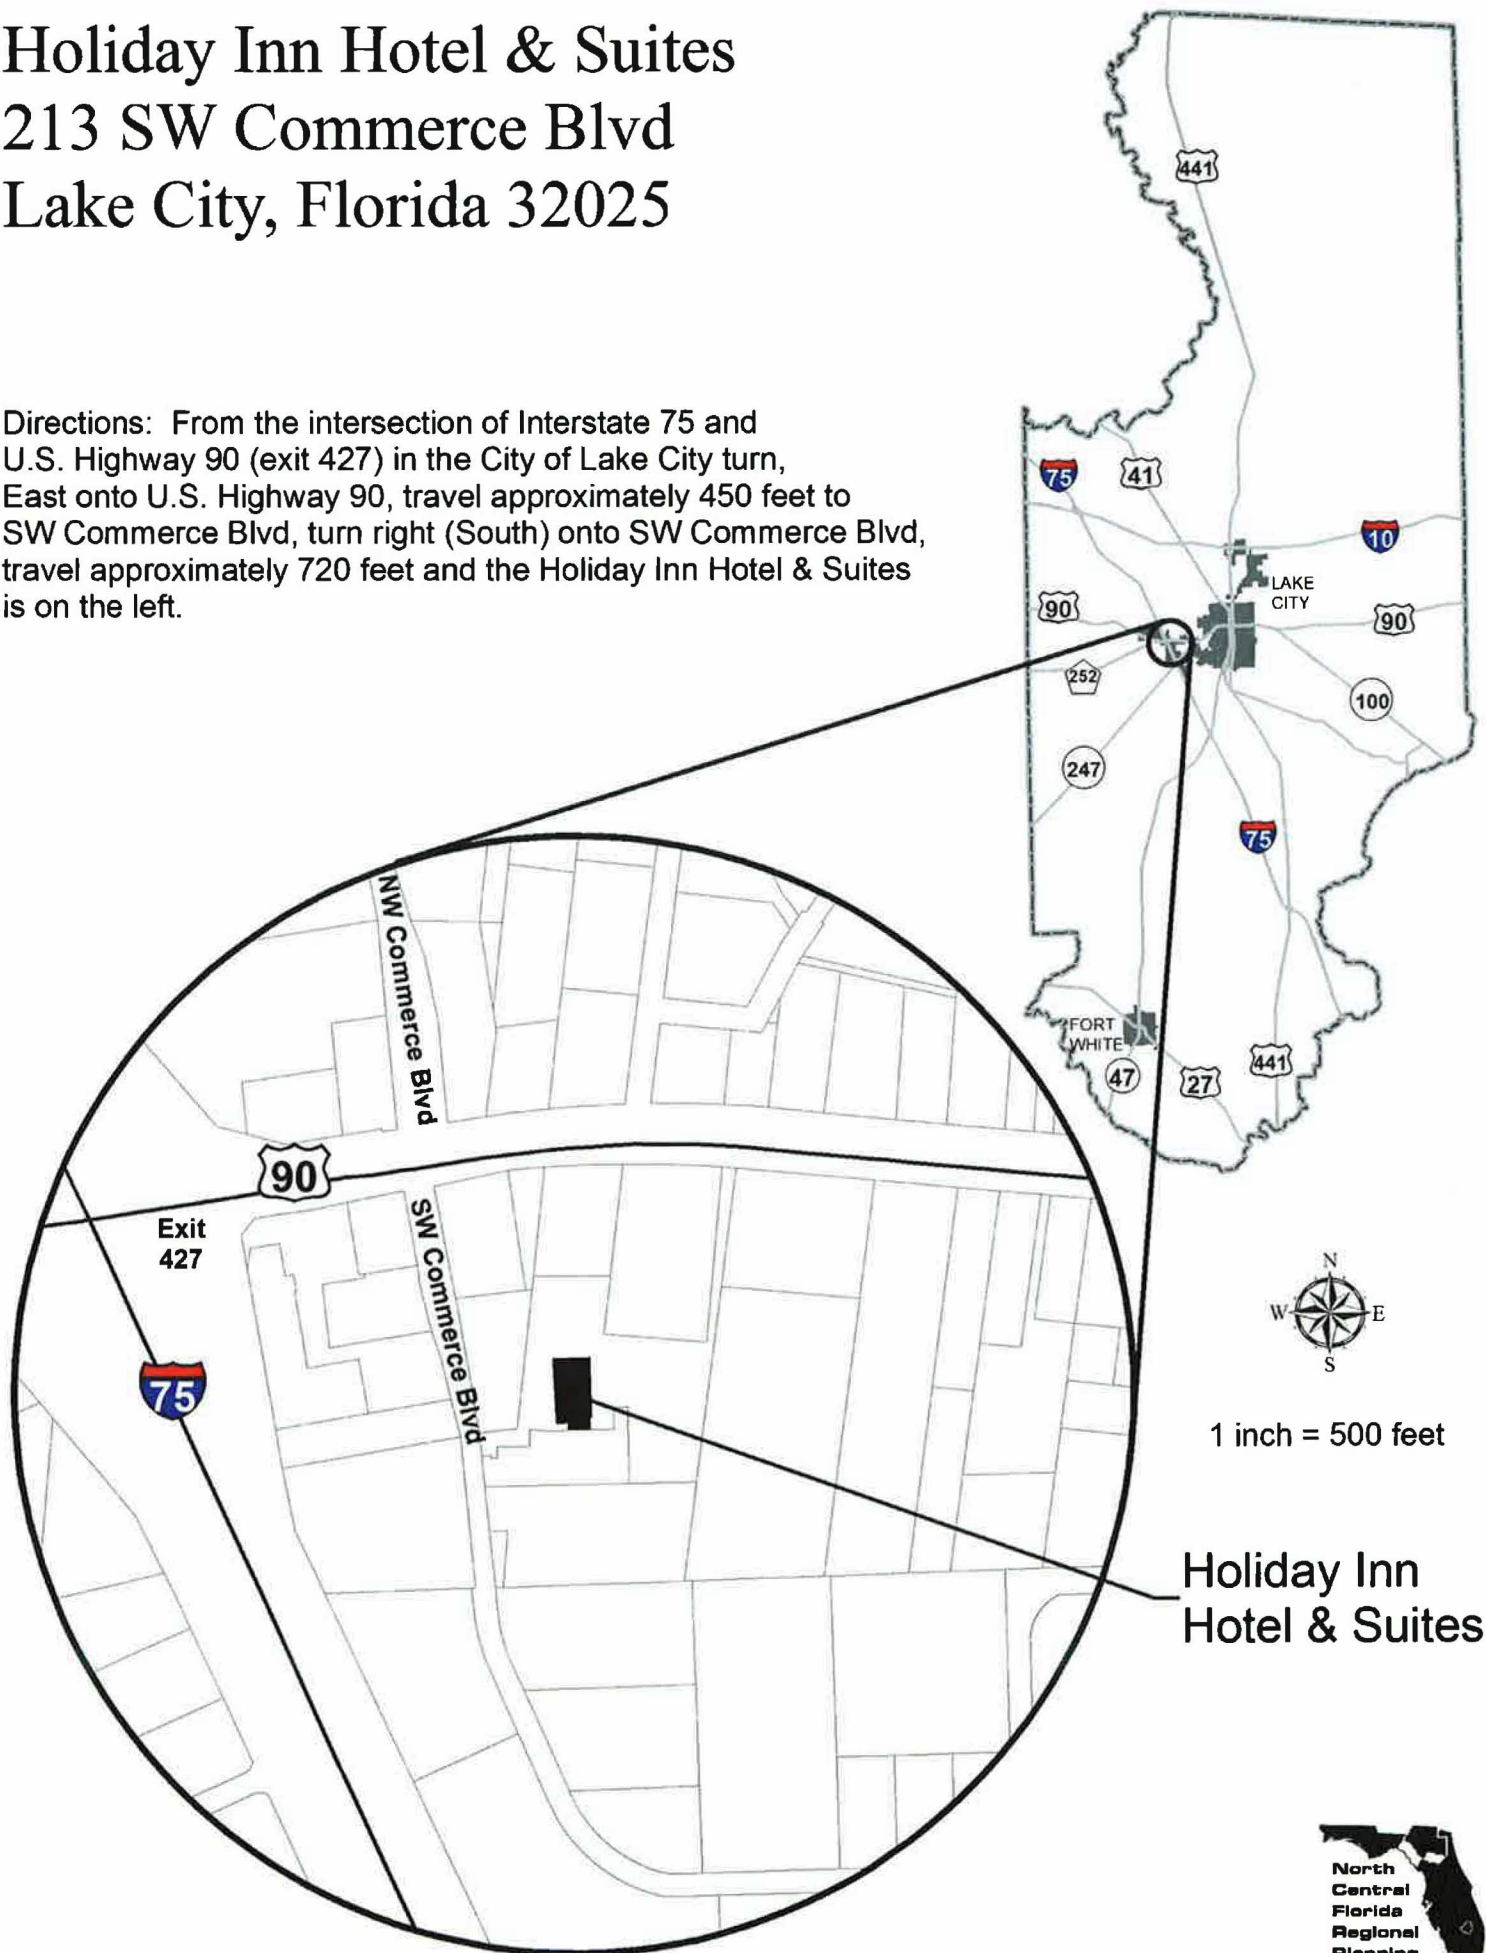 Holiday Inn Hotel & Suites
213 SW Commerce Blvd
Lake City, Florida 32025
Directions: From the intersection of Interstate 75 and
U.S. Highway 90 (exit 427) in the City of Lake City turn,
East onto U.S. Highway 90, travel approximately 450 feet to
SW Commerce Blvd, turn right (South) onto SW Commerce Blvd,
travel approximately 720 feet and the Holiday Inn Hotel & Suites
is on the left.
441
75
41
10
LAKE
CITY
90
90
252
100
247
75
FORT
WHITE
47
27
441
NW Commerce Blvd
90
Exit
427
SW Commerce Blvd
75
N
W
E
S
1 inch = 500 feet
Holiday Inn
Hotel & Suites
North
Central
Florida
Regional
Planning